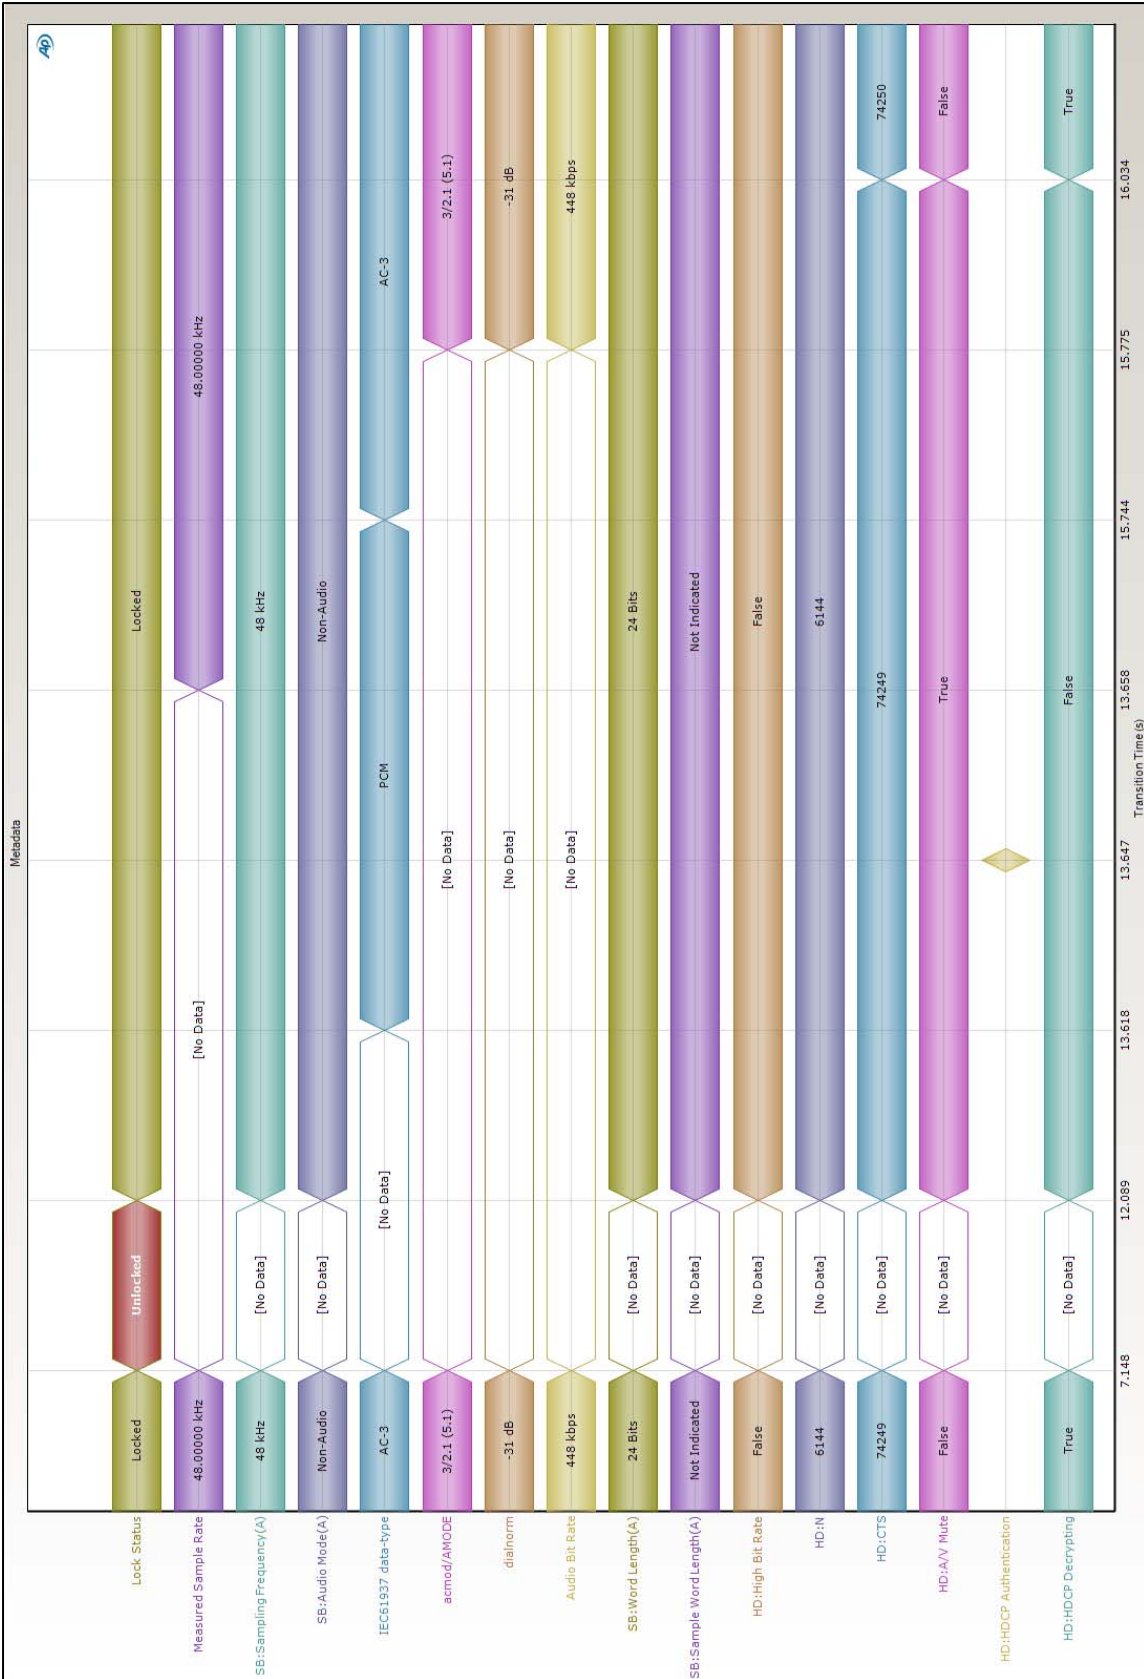 Metadata
AP
Lock Status
Locked
Unlocked
Locked
Measured Sample Rate
48.00000 kHz
[No Data]
48.00000 kHz
SB:Sampling Frequency(A)
48 kHz
[No Data]
48 kHz
SB:Audio Mode(A)
Non-Audio
[No Data]
Non-Audio
IEC61937 data-type
AC-3
[No Data]
PCM
AC-3
acmod/AMODE
3/2.1 (5.1)
[No Data]
3/2.1 (5.1)
dialnorm
-31 dB
[No Data]
-31 dB
Audio Bit Rate
448 kbps
[No Data]
448 kbps
SB:Word Length(A)
24 Bits
[No Data]
24 Bits
SB:Sample Word Length(A)
Not Indicated
[No Data]
Not Indicated
HD:High Bit Rate
False
[No Data]
False
HD:N
6144
[No Data]
6144
HD:CTS
74249
[No Data]
74249
74250
HD:A/V Mute
False
[No Data]
True
False
HD:HDCP Authentication
HD:HDCP Decrypting
True
[No Data]
False
True
7.148
12.089
13.618
13.647
13.658
15.744
15.775
16.034
Transition Time (s)